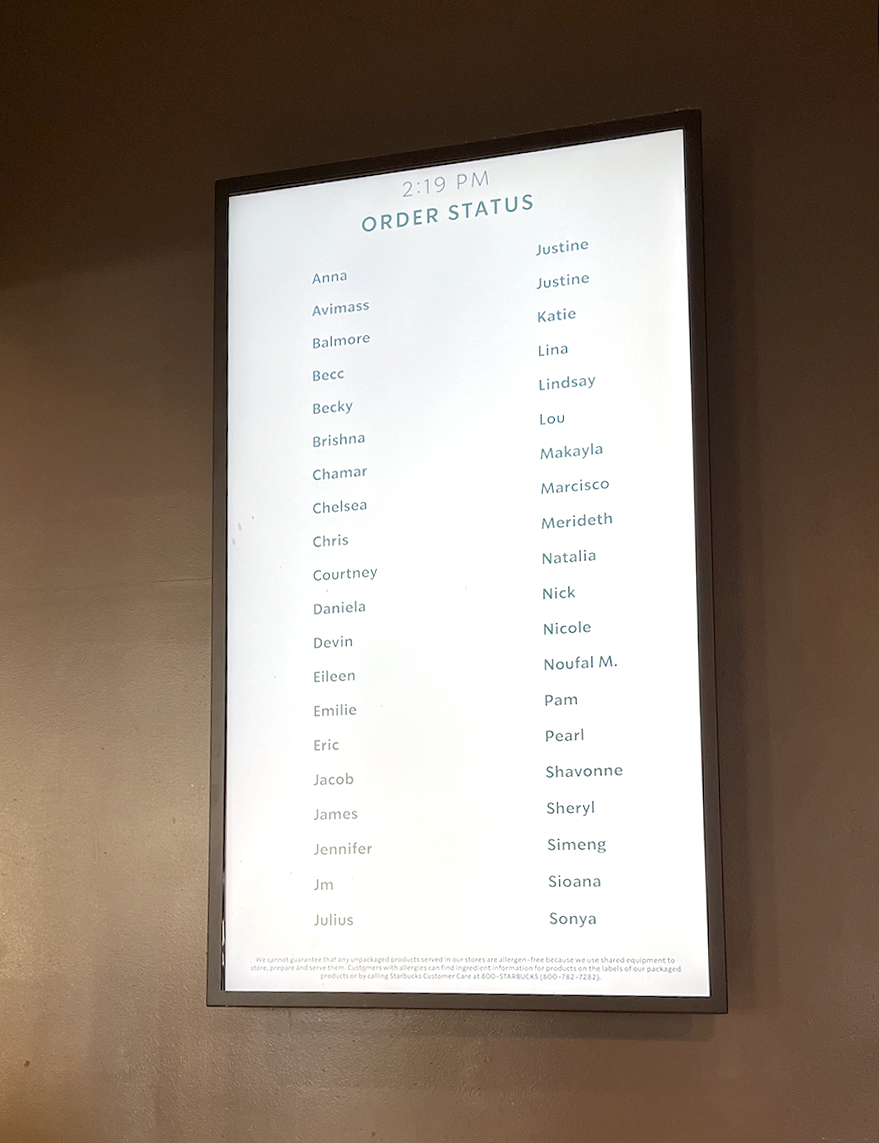 2:19 PM
ORDER STATUS
Anna
Avimass
Balmore
Becc
Becky
Brishna
Chamar
Chelsea
Chris
Courtney
Daniela
Devin
Eileen
Emilie
Eric
Jacob
James
Jennifer
Jm
Julius
Justine
Justine
Katie
Lina
Lindsay
Lou
Makayla
Marcisco
Merideth
Natalia
Nick
Nicole
Noufal M.
Pam
Pearl
Shavonne
Sheryl
Simeng
Sioana
Sonya
We cannot guarantee that any unpackaged products served in our stores are allergen-free because we use shared equipment to
store, prepare and serve them. Customers with allergies can find ingredient information for products on the labels of our packaged
products or by calling Starbucks Customer Care at 800-STARBUCKS (800-782-7282).